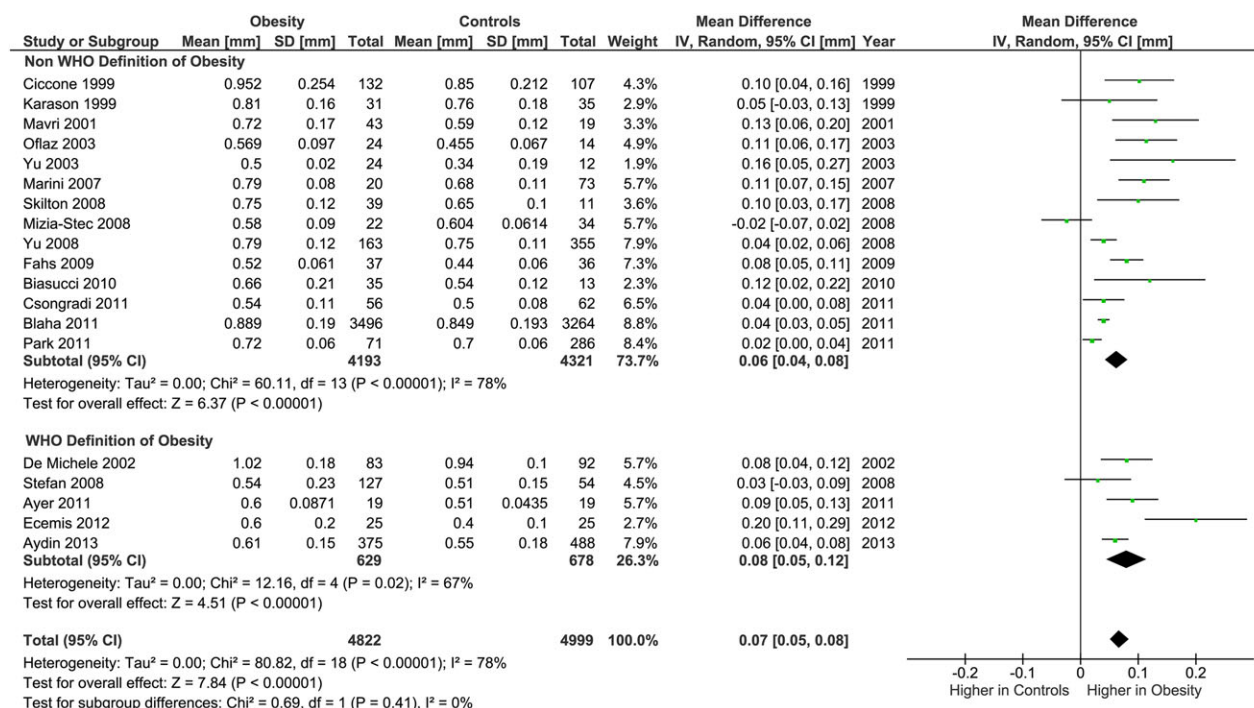 Obesity Controls Mean Difference Mean Difference
Study or Subgroup Mean [mm] SD [mm] Total Mean [mm] SD [mm] Total Weight IV, Random, 95% CI [mm] Year IV, Random, 95% CI [mm]
Non WHO Definition of Obesity
Ciccone 1999 0.952 0.254 132 0.85 0.212 107 4.3% 0.10 [0.04, 0.16] 1999
Karason 1999 0.81 0.16 31 0.76 0.18 35 2.9% 0.05 [-0.03, 0.13] 1999
Mavri 2001 0.72 0.17 43 0.59 0.12 19 3.3% 0.13 [0.06, 0.20] 2001
Oflaz 2003 0.569 0.097 24 0.455 0.067 14 4.9% 0.11 [0.06, 0.17] 2003
Yu 2003 0.5 0.02 24 0.34 0.19 12 1.9% 0.16 [0.05, 0.27] 2003
Marini 2007 0.79 0.08 20 0.68 0.11 73 5.7% 0.11 [0.07, 0.15] 2007
Skilton 2008 0.75 0.12 39 0.65 0.1 11 3.5% 0.10 [0.03, 0.17] 2008
Mizia-Stec 2008 0.58 0.09 22 0.604 0.0614 34 5.7% -0.02 [-0.07, 0.02] 2008
Yu 2008 0.79 0.12 163 0.75 0.11 355 7.9% 0.04 [0.02, 0.06] 2008
Fahs 2009 0.52 0.061 37 0.44 0.06 36 7.3% 0.08 [0.05, 0.11] 2009
Biasucci 2010 0.66 0.21 35 0.54 0.12 13 2.3% 0.12 [0.02, 0.22] 2010
Csongradi 2011 0.54 0.11 56 0.5 0.08 62 6.5% 0.04 [0.00, 0.08] 2011
Blaha 2011 0.889 0.19 3496 0.849 0.193 3264 8.8% 0.04 [0.03, 0.05] 2011
Park 2011 0.72 0.06 71 0.7 0.06 286 8.4% 0.02 [0.00, 0.04] 2011
Subtotal (95% CI) 4193 4321 73.7% 0.06 [0.04, 0.08]
Heterogeneity: Tau² = 0.00; Chi² = 60.11, df = 13 (P < 0.00001); I² = 78%
Test for overall effect: Z = 6.37 (P < 0.00001)
WHO Definition of Obesity
De Michele 2002 1.02 0.18 83 0.94 0.1 92 5.7% 0.08 [0.04, 0.12] 2002
Stefan 2008 0.54 0.23 127 0.51 0.15 54 4.5% 0.03 [-0.03, 0.09] 2008
Ayer 2011 0.6 0.0871 19 0.51 0.0435 19 5.7% 0.09 [0.05, 0.13] 2011
Ecemis 2012 0.6 0.2 25 0.4 0.1 25 2.7% 0.20 [0.11, 0.29] 2012
Aydin 2013 0.61 0.15 375 0.55 0.18 488 7.9% 0.06 [0.04, 0.08] 2013
Subtotal (95% CI) 629 678 26.3% 0.08 [0.05, 0.12]
Heterogeneity: Tau² = 0.00; Chi² = 12.16, df = 4 (P = 0.02); I² = 67%
Test for overall effect: Z = 4.51 (P < 0.00001)
Total (95% CI) 4822 4999 100.0% 0.07 [0.05, 0.08]
Heterogeneity: Tau² = 0.00; Chi² = 80.82, df = 18 (P < 0.00001); I² = 78%
Test for overall effect: Z = 7.84 (P < 0.00001)
Test for subgroup differences: Chi² = 0.69, df = 1 (P = 0.41), I² = 0%
-0.2 -0.1 0 0.1 0.2
Higher in Controls Higher in Obesity